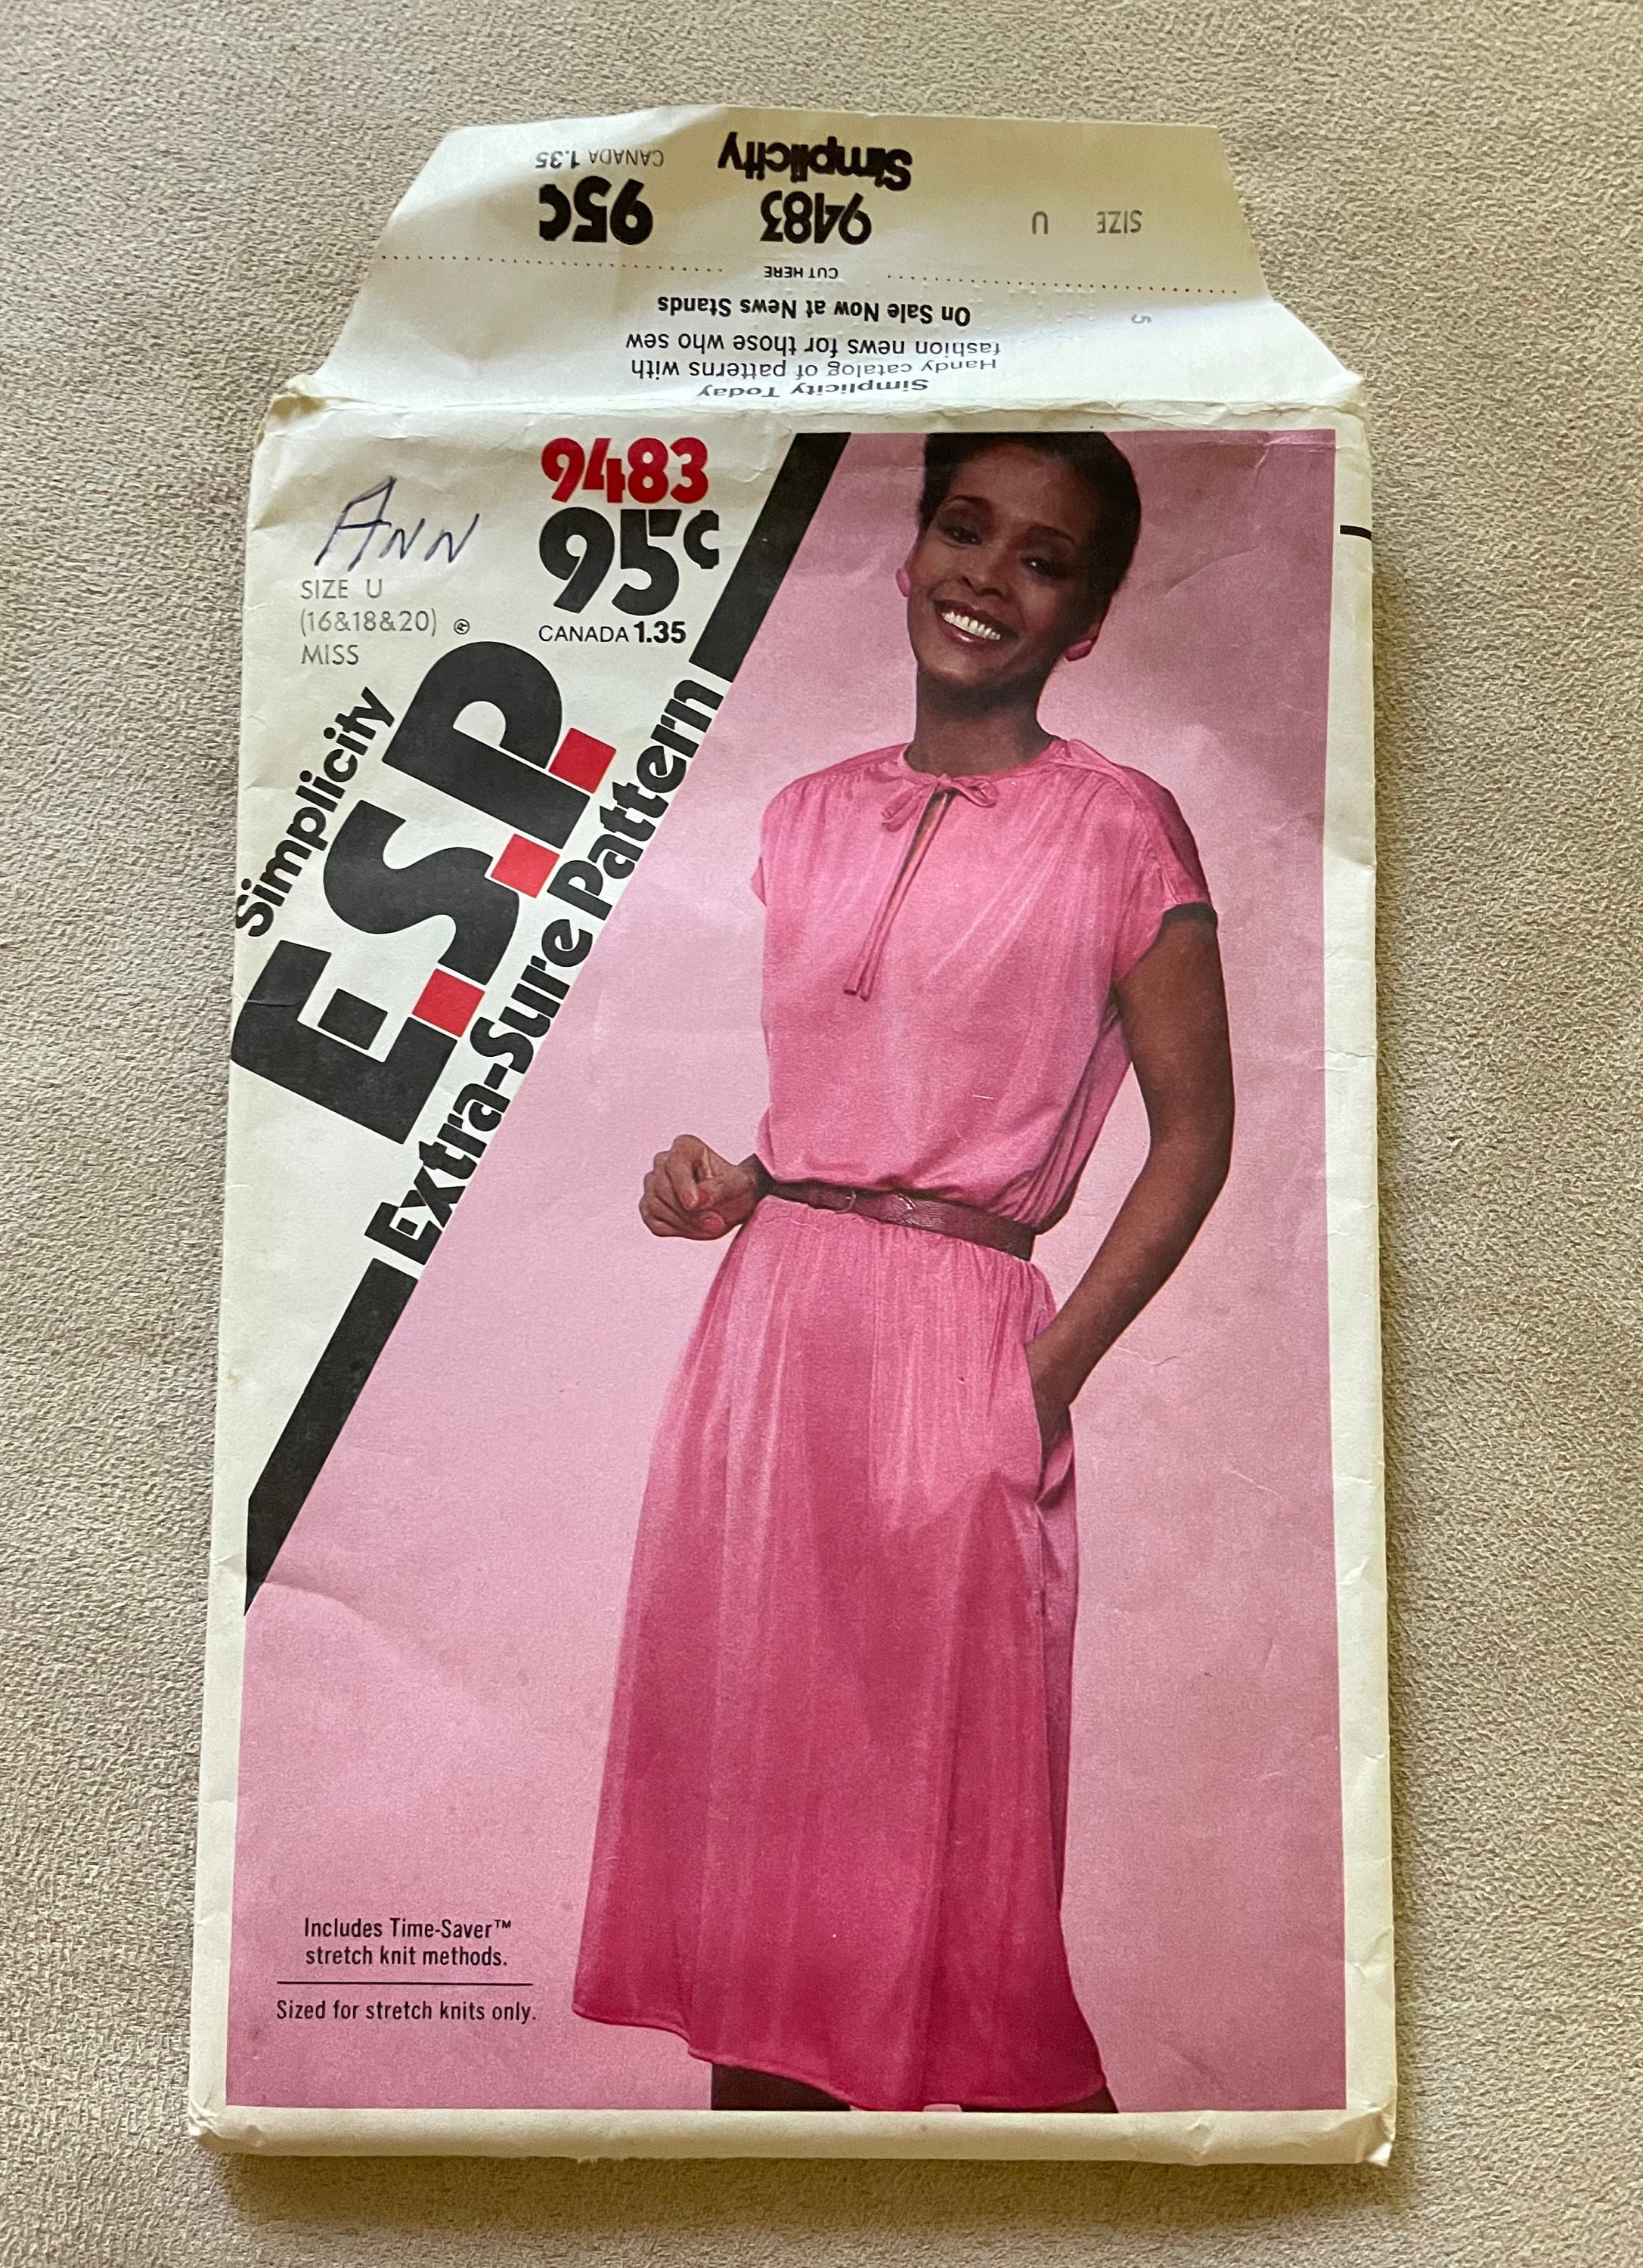 Simplicity
9483
95¢
CANADA 1.35
SIZE U
CUT HERE
On Sale Now at News Stands
fashion news for those who sew
Handy catalog of patterns with
Simplicity Today
5
9483
95¢
CANADA 1.35
ANN
SIZE U
(16&18&20) ®
MISS
Simplicity
E.S.P.
Extra-Sure Pattern
Includes Time-Saver™
stretch knit methods.
Sized for stretch knits only.